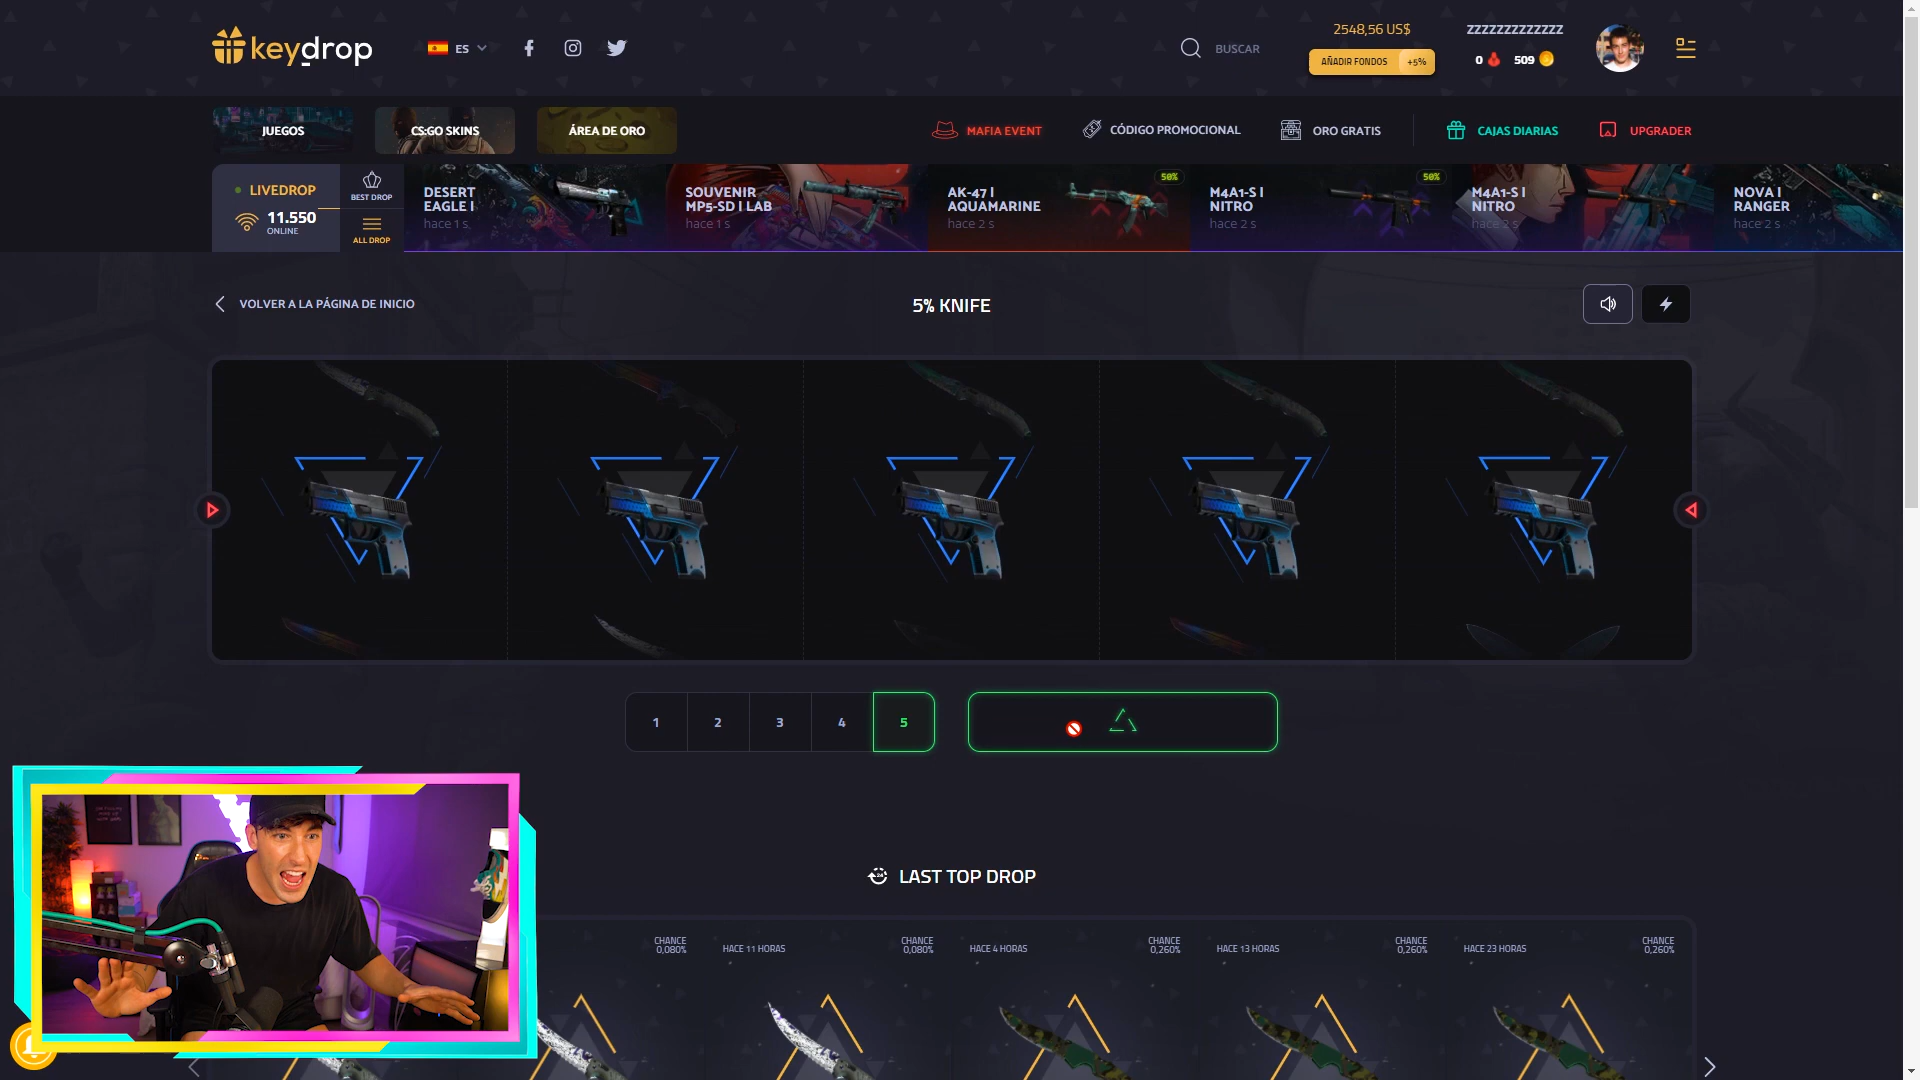 keydrop
ES
BUSCAR
2548,56 US$
AÑADIR FONDOS +5%
ZZZZZZZZZZZZZ
0 509
JUEGOS
CS:GO SKINS
ÁREA DE ORO
MAFIA EVENT
CÓDIGO PROMOCIONAL
ORO GRATIS
CAJAS DIARIAS
UPGRADER
LIVEDROP
11.550
ONLINE
BEST DROP
ALL DROP
DESERT
EAGLE |
hace 1 s
SOUVENIR
MP5-SD | LAB
hace 1 s
AK-47 |
AQUAMARINE
hace 2 s
50%
M4A1-S |
NITRO
hace 2 s
50%
M4A1-S |
NITRO
hace 2 s
NOVA |
RANGER
hace 2 s
VOLVER A LA PÁGINA DE INICIO
5% KNIFE
1 2 3 4 5
LAST TOP DROP
CHANCE
0,080%
HACE 11 HORAS
CHANCE
0,080%
HACE 4 HORAS
CHANCE
0,260%
HACE 13 HORAS
CHANCE
0,260%
HACE 23 HORAS
CHANCE
0,260%